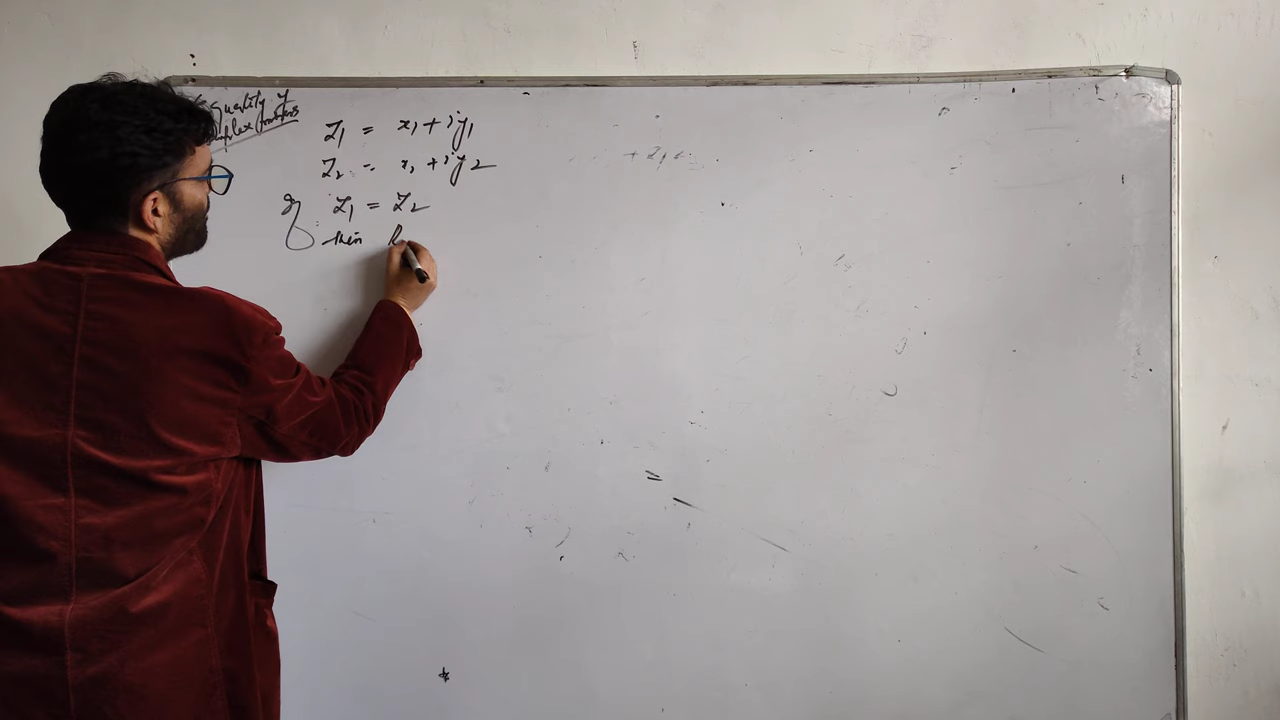 Equality of
Complex numbers
Z₁ = x₁ + iy₁
Z₂ = x₂ + iy₂
If Z₁ = Z₂
then R